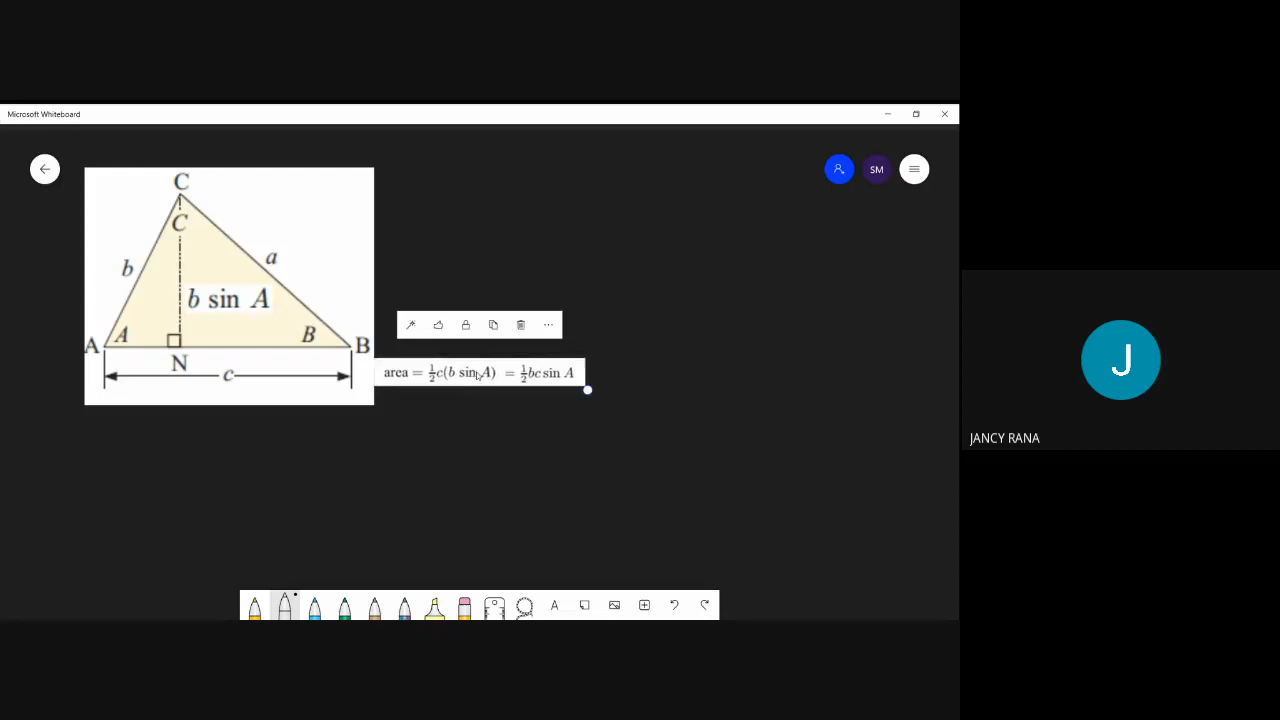 Microsoft Whiteboard
SM
C
C
b
a
b sin A
A
A
B
B
N
c
area = ½c(b sin A) = ½bc sin A
J
JANCY RANA
A